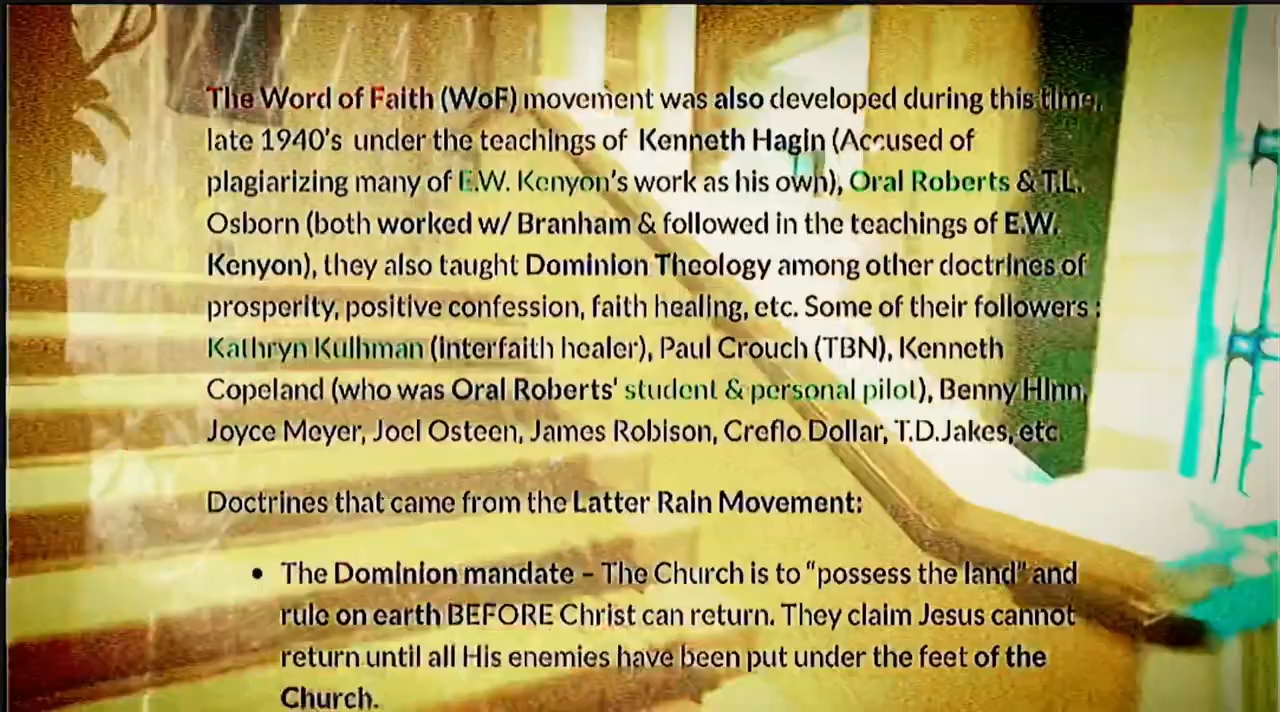 The Word of Faith (WoF) movement was also developed during this time,
late 1940's under the teachings of Kenneth Hagin (Accused of
plagiarizing many of E.W. Kenyon's work as his own), Oral Roberts & T.L.
Osborn (both worked w/ Branham & followed in the teachings of E.W.
Kenyon), they also taught Dominion Theology among other doctrines of
prosperity, positive confession, faith healing, etc. Some of their followers :
Kathryn Kulhman (interfaith healer), Paul Crouch (TBN), Kenneth
Copeland (who was Oral Roberts' student & personal pilot), Benny Hinn,
Joyce Meyer, Joel Osteen, James Robison, Creflo Dollar, T.D.Jakes, etc
Doctrines that came from the Latter Rain Movement:
• The Dominion mandate – The Church is to "possess the land" and
rule on earth BEFORE Christ can return. They claim Jesus cannot
return until all His enemies have been put under the feet of the
Church.